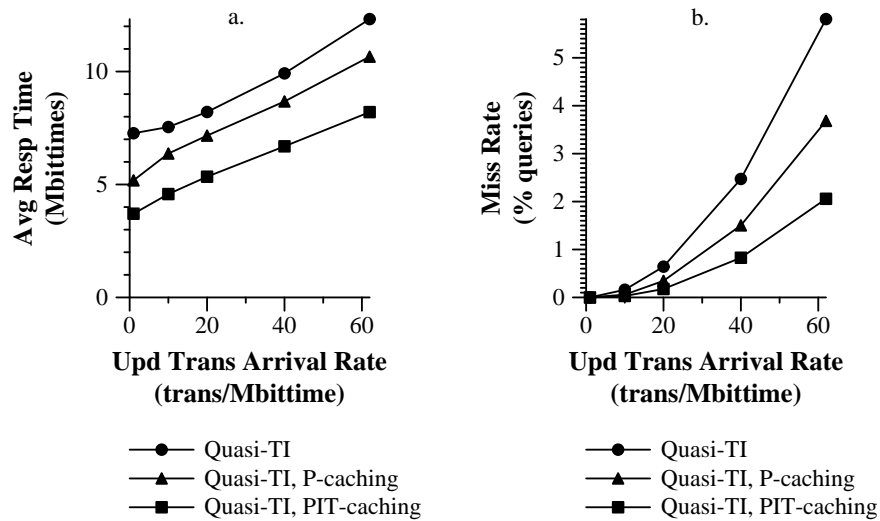 a.
Avg Resp Time
(Mbittimes)
10
5
0
0 20 40 60
Upd Trans Arrival Rate
(trans/Mbittime)
Quasi-TI
Quasi-TI, P-caching
Quasi-TI, PIT-caching
b.
Miss Rate
(% queries)
5
4
3
2
1
0
0 20 40 60
Upd Trans Arrival Rate
(trans/Mbittime)
Quasi-TI
Quasi-TI, P-caching
Quasi-TI, PIT-caching